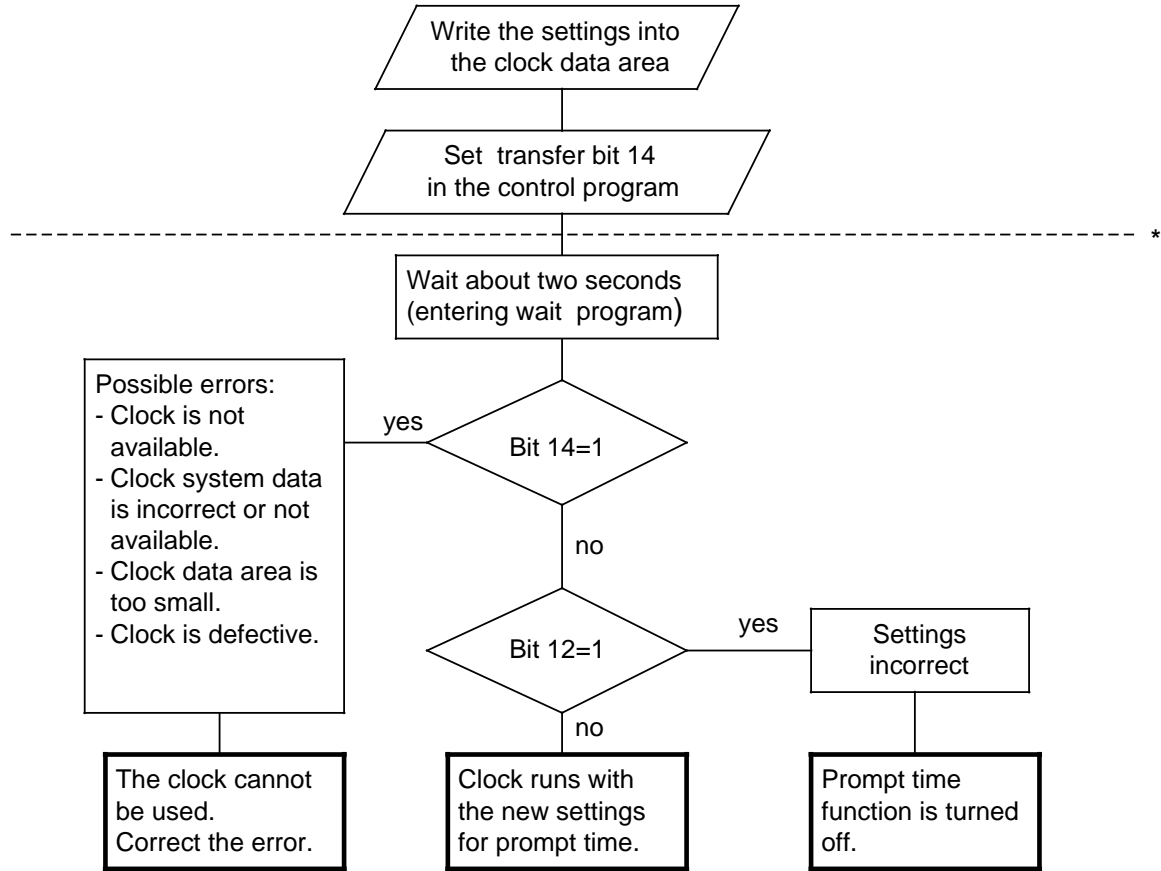 Write the settings into
the clock data area
Set transfer bit 14
in the control program
*
Wait about two seconds
(entering wait program)
Possible errors:
- Clock is not
available.
- Clock system data
is incorrect or not
available.
- Clock data area is
too small.
- Clock is defective.
yes
Bit 14=1
no
Bit 12=1
yes
Settings
incorrect
no
The clock cannot
be used.
Correct the error.
Clock runs with
the new settings
for prompt time.
Prompt time
function is turned
off.